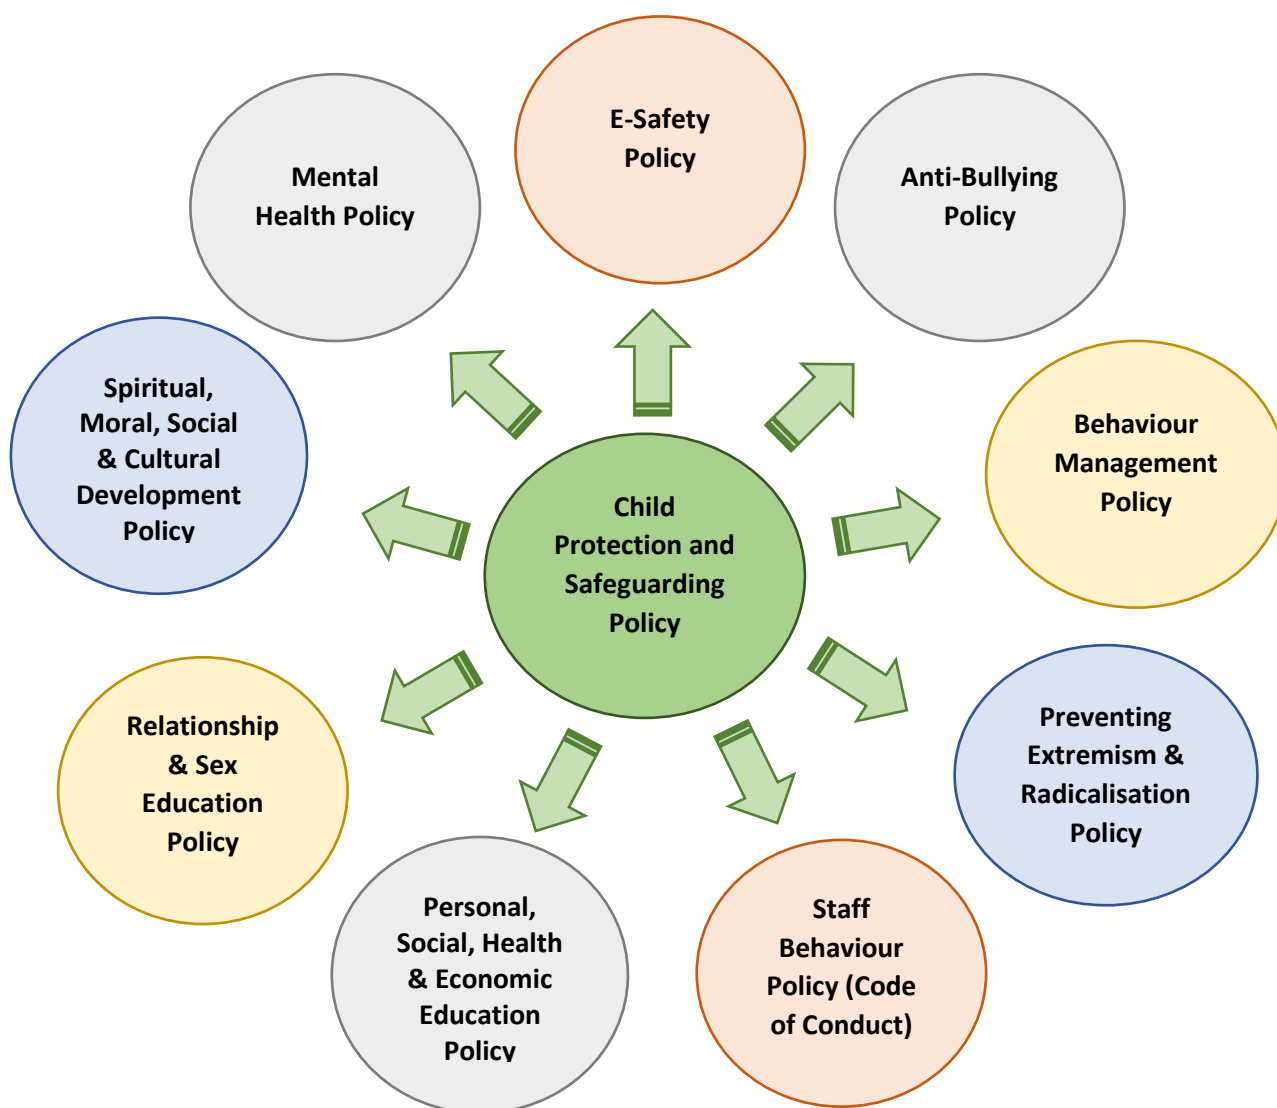 E-Safety
Policy
Mental
Health Policy
Anti-Bullying
Policy
Spiritual,
Moral, Social
& Cultural
Development
Policy
Behaviour
Management
Policy
Child
Protection and
Safeguarding
Policy
Relationship
& Sex
Education
Policy
Preventing
Extremism &
Radicalisation
Policy
Personal,
Social, Health
& Economic
Education
Policy
Staff
Behaviour
Policy (Code
of Conduct)